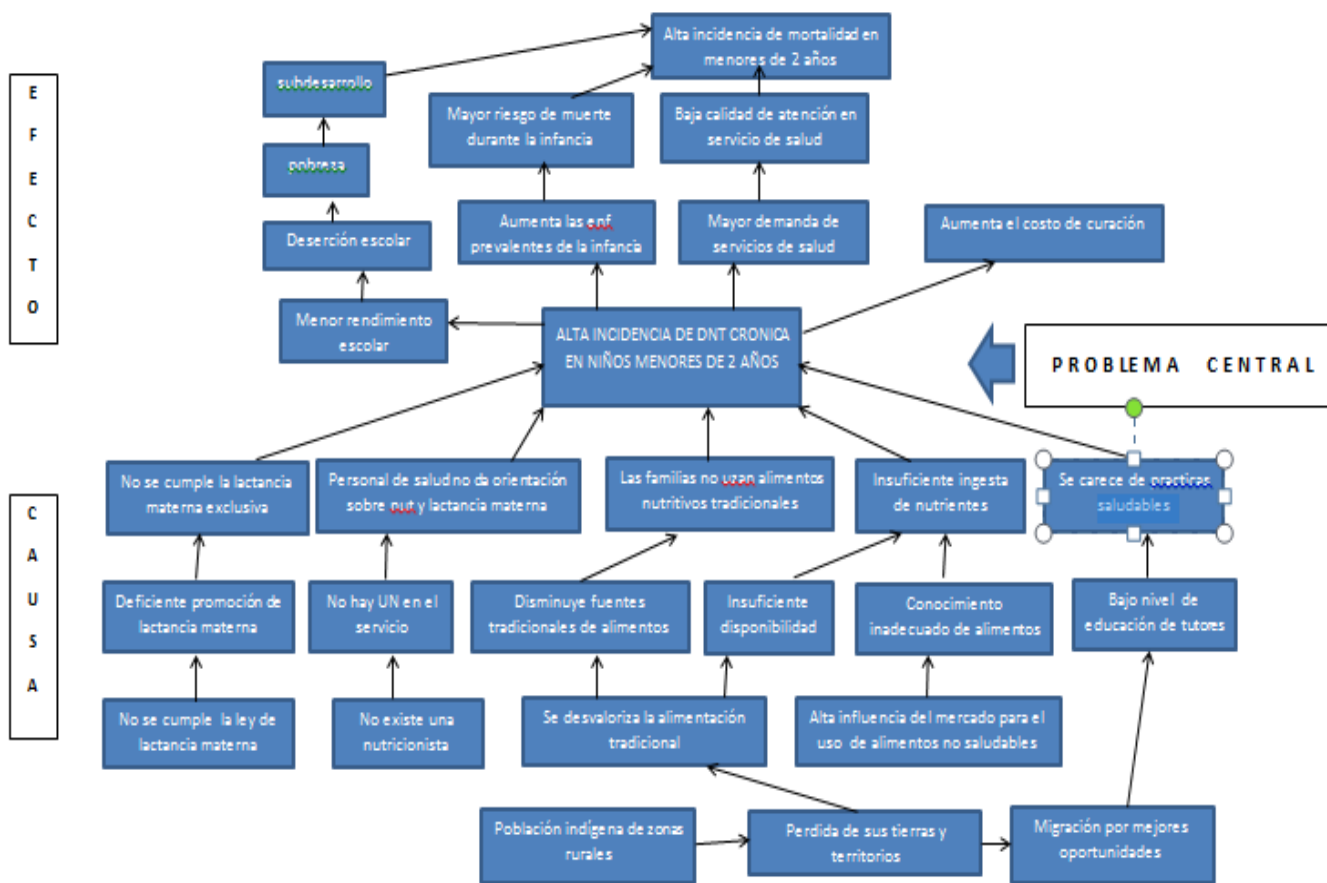 Alta incidencia de mortalidad en
menores de 2 años
subdesarrollo
Mayor riesgo de muerte
durante la infancia
Baja calidad de atención en
servicio de salud
pobreza
Aumenta las enf
prevalentes de la infancia
Mayor demanda de
servicios de salud
Aumenta el costo de curación
Deserción escolar
Menor rendimiento
escolar
E
F
E
C
T
O
ALTA INCIDENCIA DE DNT CRONICA
EN NIÑOS MENORES DE 2 AÑOS
PROBLEMA CENTRAL
No se cumple la lactancia
materna exclusiva
Personal de salud no da orientación
sobre nut y lactancia materna
Las familias no uzan alimentos
nutritivos tradicionales
Insuficiente ingesta
de nutrientes
Se carece de practicas
saludables
C
A
U
S
A
Deficiente promoción de
lactancia materna
No hay UN en el
servicio
Disminuye fuentes
tradicionales de alimentos
Insuficiente
disponibilidad
Conocimiento
inadecuado de alimentos
Bajo nivel de
educación de tutores
No se cumple la ley de
lactancia materna
No existe una
nutricionista
Se desvaloriza la alimentación
tradicional
Alta influencia del mercado para el
uso de alimentos no saludables
Población indígena de zonas
rurales
Perdida de sus tierras y
territorios
Migración por mejores
oportunidades